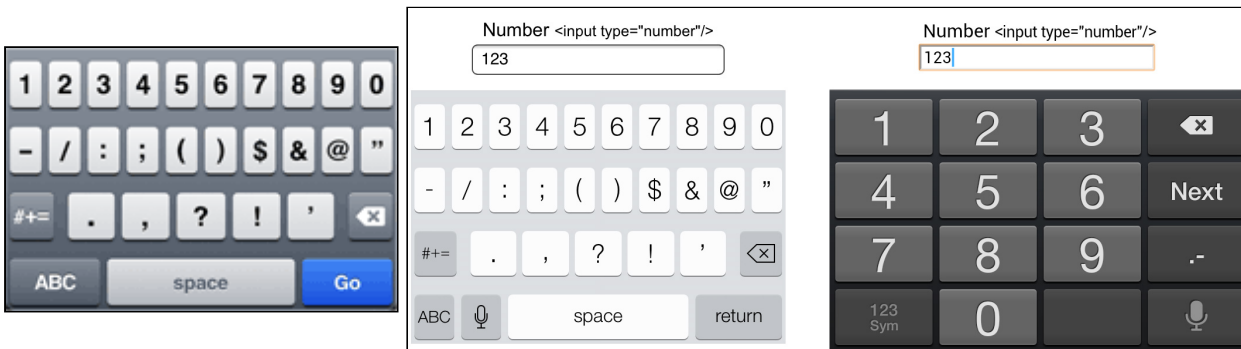 1 2 3 4 5 6 7 8 9 0
- / : ; ( ) $ & @ ”
#+= . , ? ! ’
ABC space Go
Number <input type="number"/>
123
1 2 3 4 5 6 7 8 9 0
- / : ; ( ) $ & @ ”
#+= . , ? ! ’
ABC space return
Number <input type="number"/>
123
1 2 3
4 5 6 Next
7 8 9 .-
123
Sym 0